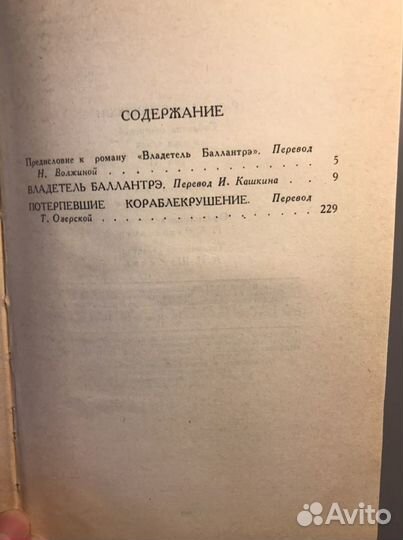 СОДЕРЖАНИЕ
Предисловие к роману «Владетель Баллантрэ». Перевод
Н. Волжиной . . . . . . . . . . . . . . 5
ВЛАДЕТЕЛЬ БАЛЛАНТРЭ. Перевод И. Кашкина . . 9
ПОТЕРПЕВШИЕ КОРАБЛЕКРУШЕНИЕ. Перевод
Т. Озерской . . . . . . . . . . . . . . 229
Avito